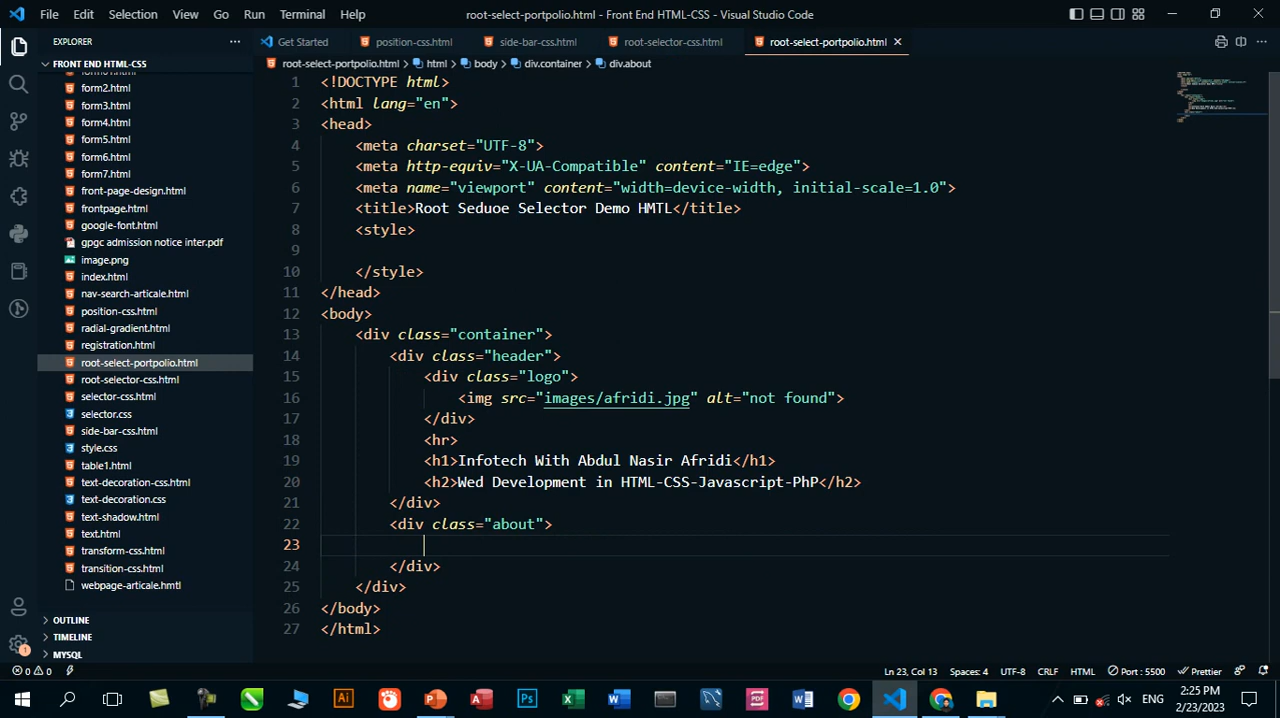 File Edit Selection View Go Run Terminal Help
root-select-portpolio.html - Front End HTML-CSS - Visual Studio Code
EXPLORER
Get Started
position-css.html
side-bar-css.html
root-selector-css.html
root-select-portpolio.html
FRONT END HTML-CSS
root-select-portpolio.html > html > body > div.container > div.about
form2.html
form3.html
form4.html
form5.html
form6.html
form7.html
front-page-design.html
frontpage.html
google-font.html
gpgc admission notice inter.pdf
image.png
index.html
nav-search-articale.html
position-css.html
radial-gradient.html
registration.html
root-select-portpolio.html
root-selector-css.html
selector-css.html
selector.css
side-bar-css.html
style.css
table1.html
text-decoration-css.html
text-decoration.css
text-shadow.html
text.html
transform-css.html
transition-css.html
webpage-articale.hmtl
OUTLINE
TIMELINE
MYSQL
1 <!DOCTYPE html>
2 <html lang="en">
3 <head>
4 <meta charset="UTF-8">
5 <meta http-equiv="X-UA-Compatible" content="IE=edge">
6 <meta name="viewport" content="width=device-width, initial-scale=1.0">
7 <title>Root Seduoe Selector Demo HMTL</title>
8 <style>
9
10 </style>
11 </head>
12 <body>
13 <div class="container">
14 <div class="header">
15 <div class="logo">
16 <img src="images/afridi.jpg" alt="not found">
17 </div>
18 <hr>
19 <h1>Infotech With Abdul Nasir Afridi</h1>
20 <h2>Wed Development in HTML-CSS-Javascript-PhP</h2>
21 </div>
22 <div class="about">
23
24 </div>
25 </div>
26 </body>
27 </html>
0 0
Ln 23, Col 13 Spaces: 4 UTF-8 CRLF HTML Port : 5500 Prettier
ENG
2:25 PM
2/23/2023